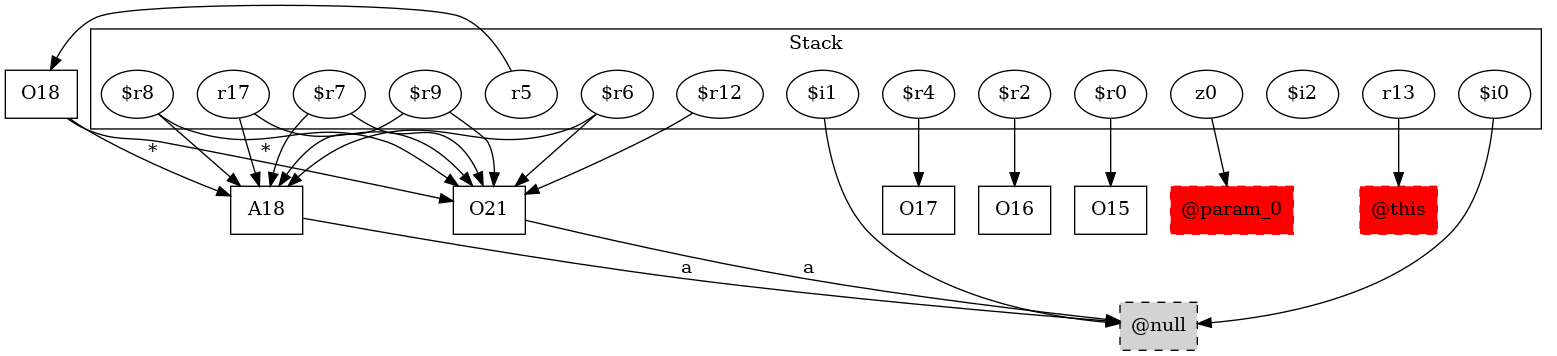 Stack
O18
$r8
r17
$r7
$r9
r5
$r6
$r12
$i1
$r4
$r2
$r0
z0
$i2
r13
$i0
*
*
A18
O21
O17
O16
O15
@param_0
@this
a
a
@null